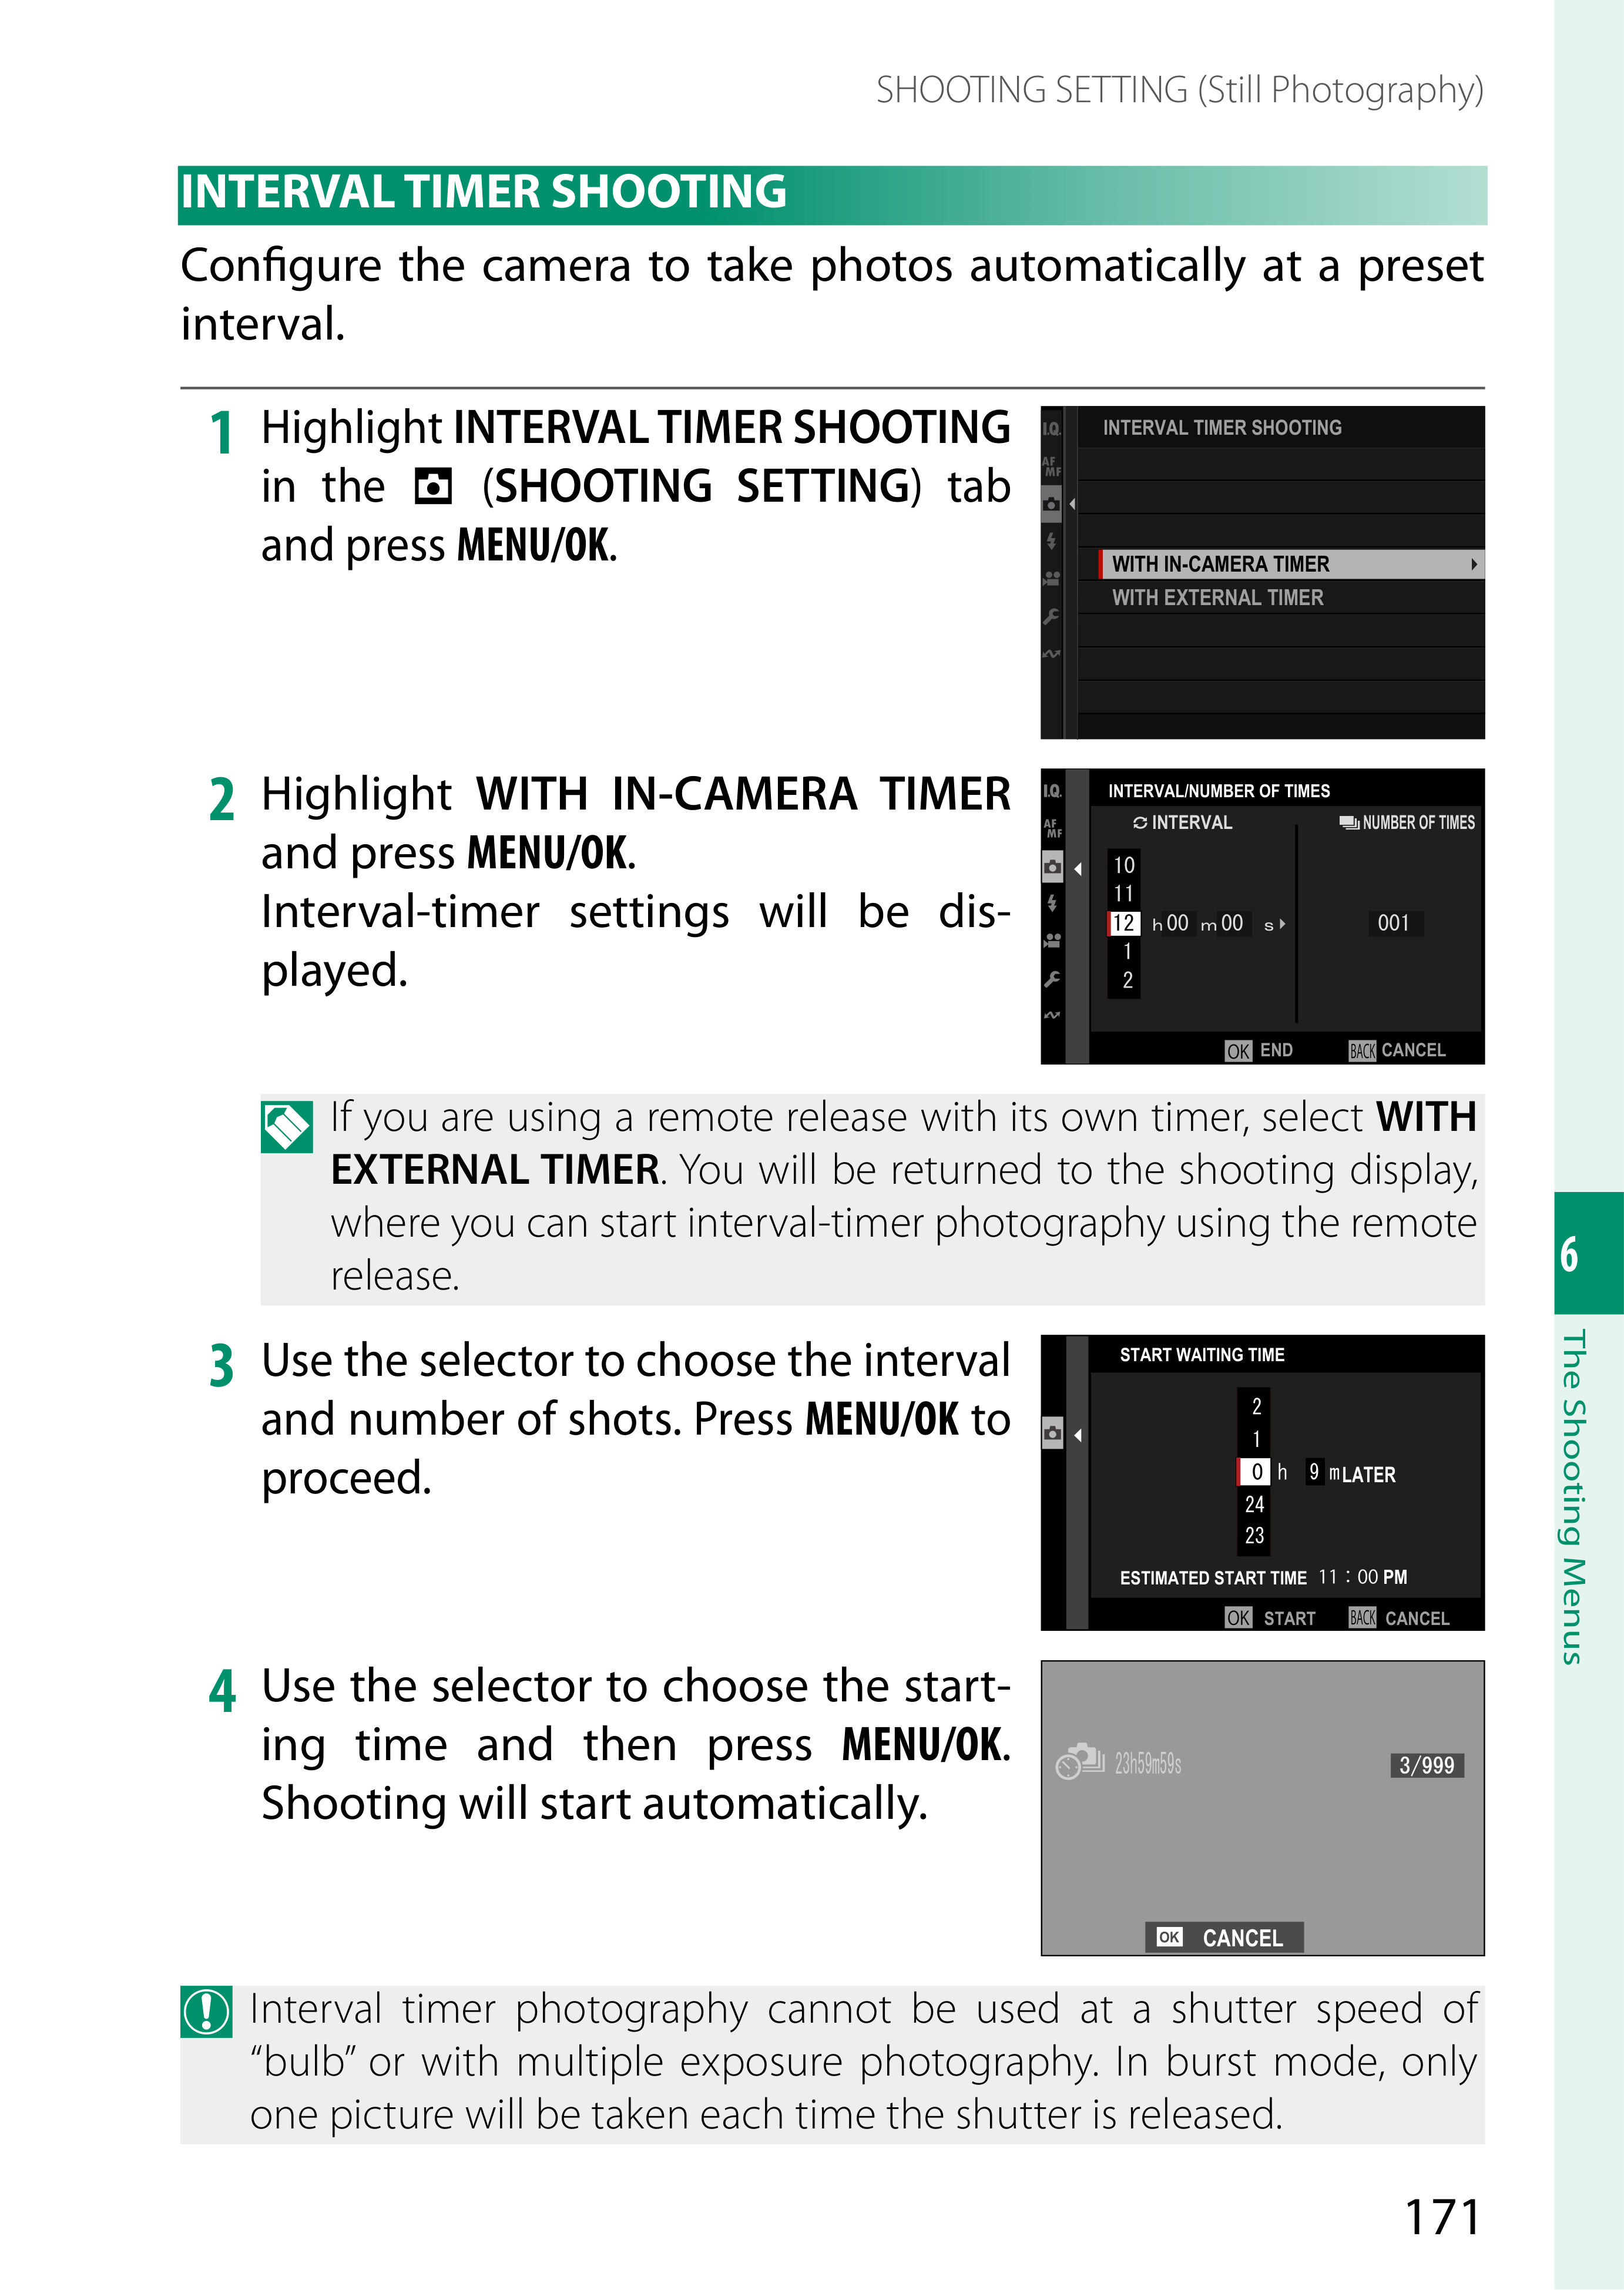 SHOOTING SETTING (Still Photography)
INTERVAL TIMER SHOOTING
Configure the camera to take photos automatically at a preset
interval.
1 Highlight INTERVAL TIMER SHOOTING
in the (SHOOTING SETTING) tab
and press MENU/OK.
I.Q.
AF
MF
INTERVAL TIMER SHOOTING
WITH IN-CAMERA TIMER
WITH EXTERNAL TIMER
2 Highlight WITH IN-CAMERA TIMER
and press MENU/OK.
Interval-timer settings will be dis-
played.
I.Q.
AF
MF
INTERVAL/NUMBER OF TIMES
INTERVAL NUMBER OF TIMES
10
11
12 h 00 m 00 s 001
1
2
OK END BACK CANCEL
If you are using a remote release with its own timer, select WITH
EXTERNAL TIMER. You will be returned to the shooting display,
where you can start interval-timer photography using the remote
release.
3 Use the selector to choose the interval
and number of shots. Press MENU/OK to
proceed.
START WAITING TIME
2
1
0 h 9 m LATER
24
23
ESTIMATED START TIME 11 : 00 PM
OK START BACK CANCEL
4 Use the selector to choose the start-
ing time and then press MENU/OK.
Shooting will start automatically.
23h59m59s 3/999
OK CANCEL
Interval timer photography cannot be used at a shutter speed of
“bulb” or with multiple exposure photography. In burst mode, only
one picture will be taken each time the shutter is released.
6
The Shooting Menus
171